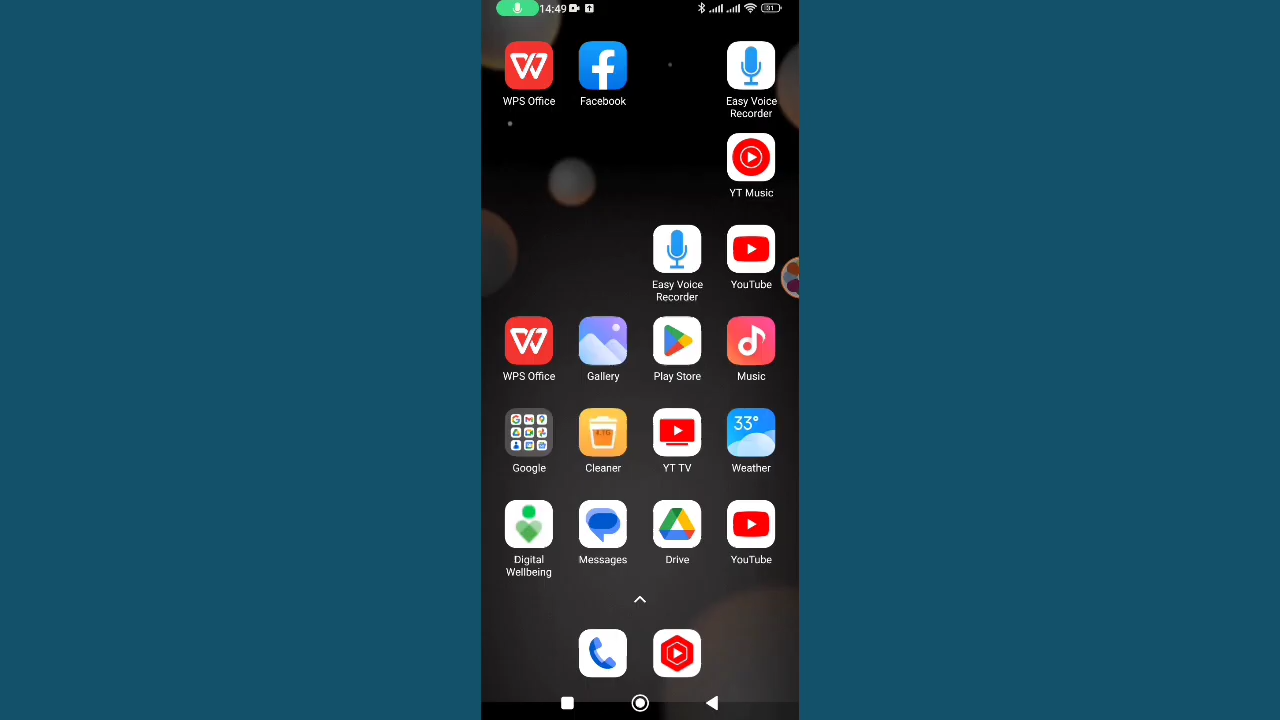 14:49
31
WPS Office
Facebook
Easy Voice
Recorder
YT Music
Easy Voice
Recorder
YouTube
WPS Office
Gallery
Play Store
Music
33°
Google
Cleaner
YT TV
Weather
Digital
Wellbeing
Messages
Drive
YouTube